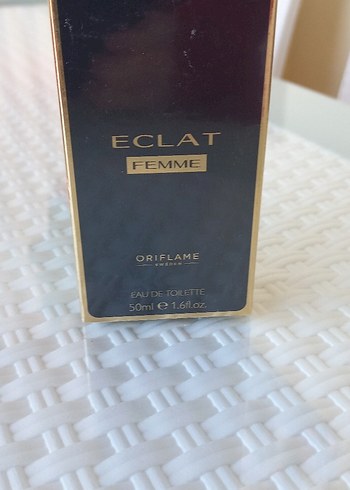 ECLAT
FEMME
ORIFLAME
SWEDEN
EAU DE TOILETTE
50ml ℮ 1.6fl.oz.